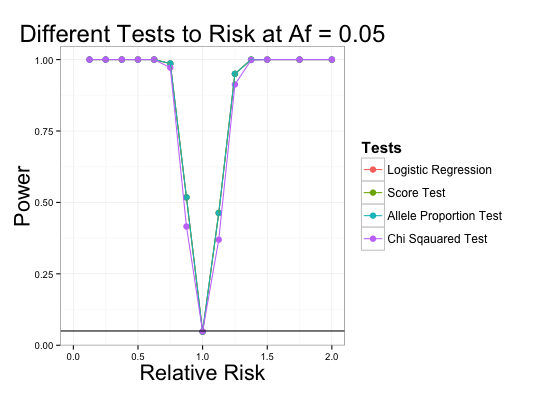 Different Tests to Risk at Af = 0.05
1.00
0.75
0.50
0.25
0.00
Power
0.0 0.5 1.0 1.5 2.0
Relative Risk
Tests
Logistic Regression
Score Test
Allele Proportion Test
Chi Sqauared Test